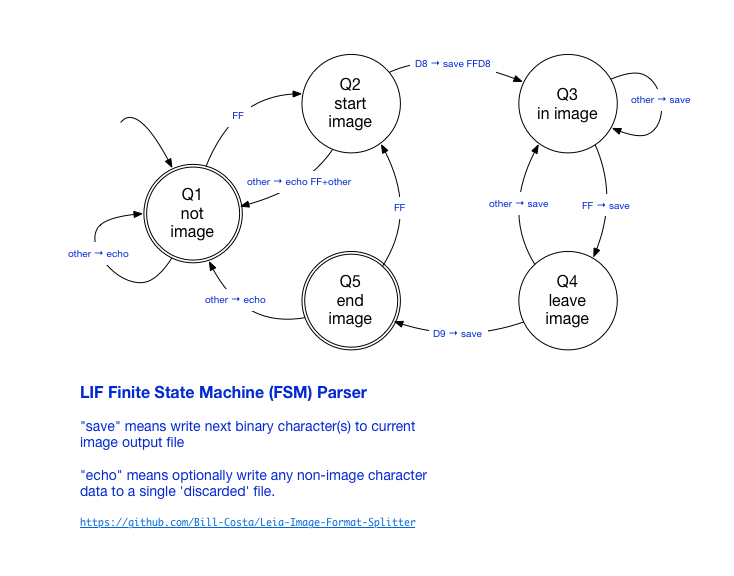 D8 → save FFD8
Q2
start
image
Q3
in image
other → save
FF
other → echo FF+other
Q1
not
image
other → save
FF → save
FF
other → echo
Q5
end
image
Q4
leave
image
other → echo
D9 → save
LIF Finite State Machine (FSM) Parser
"save" means write next binary character(s) to current
image output file
"echo" means optionally write any non-image character
data to a single 'discarded' file.
https://github.com/Bill-Costa/Leia-Image-Format-Splitter